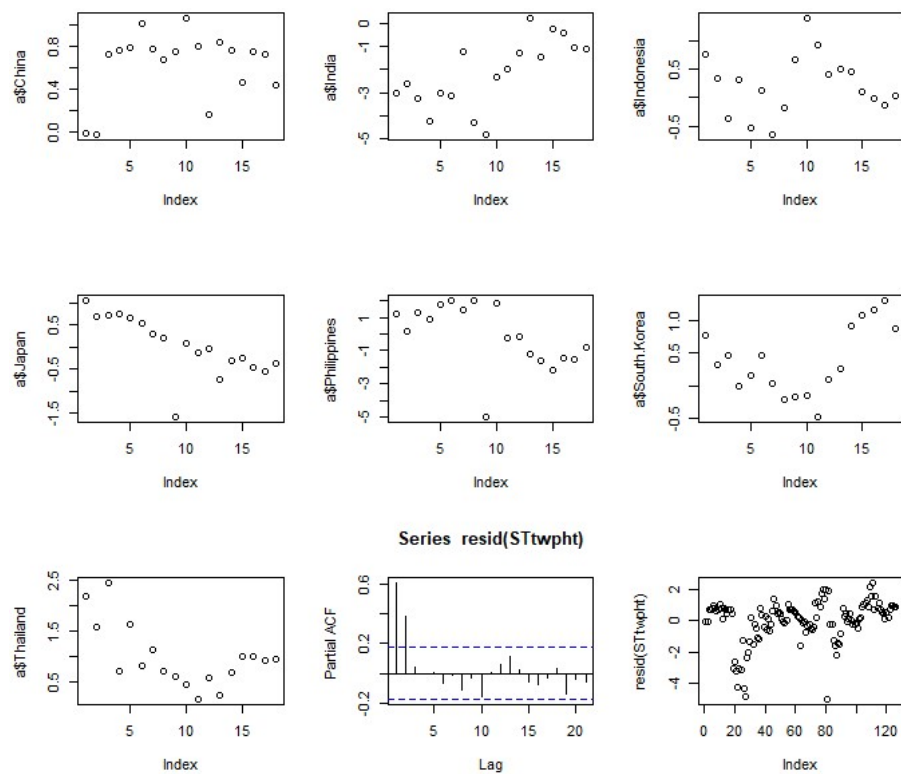 a$China
0.0 0.4 0.8
5 10 15
Index
a$India
-5 -3 -1 0
5 10 15
Index
a$Indonesia
-0.5 0.5
5 10 15
Index
a$Japan
-1.5 -0.5 0.5
5 10 15
Index
a$Philippines
-5 -3 -1 1
5 10 15
Index
a$South.Korea
-0.5 0.5 1.0
5 10 15
Index
a$Thailand
0.5 1.5 2.5
5 10 15
Index
Series resid(STtwpht)
Partial ACF
-0.2 0.2 0.6
5 10 15 20
Lag
resid(STtwpht)
-4 -2 0 2
0 20 40 60 80 120
Index